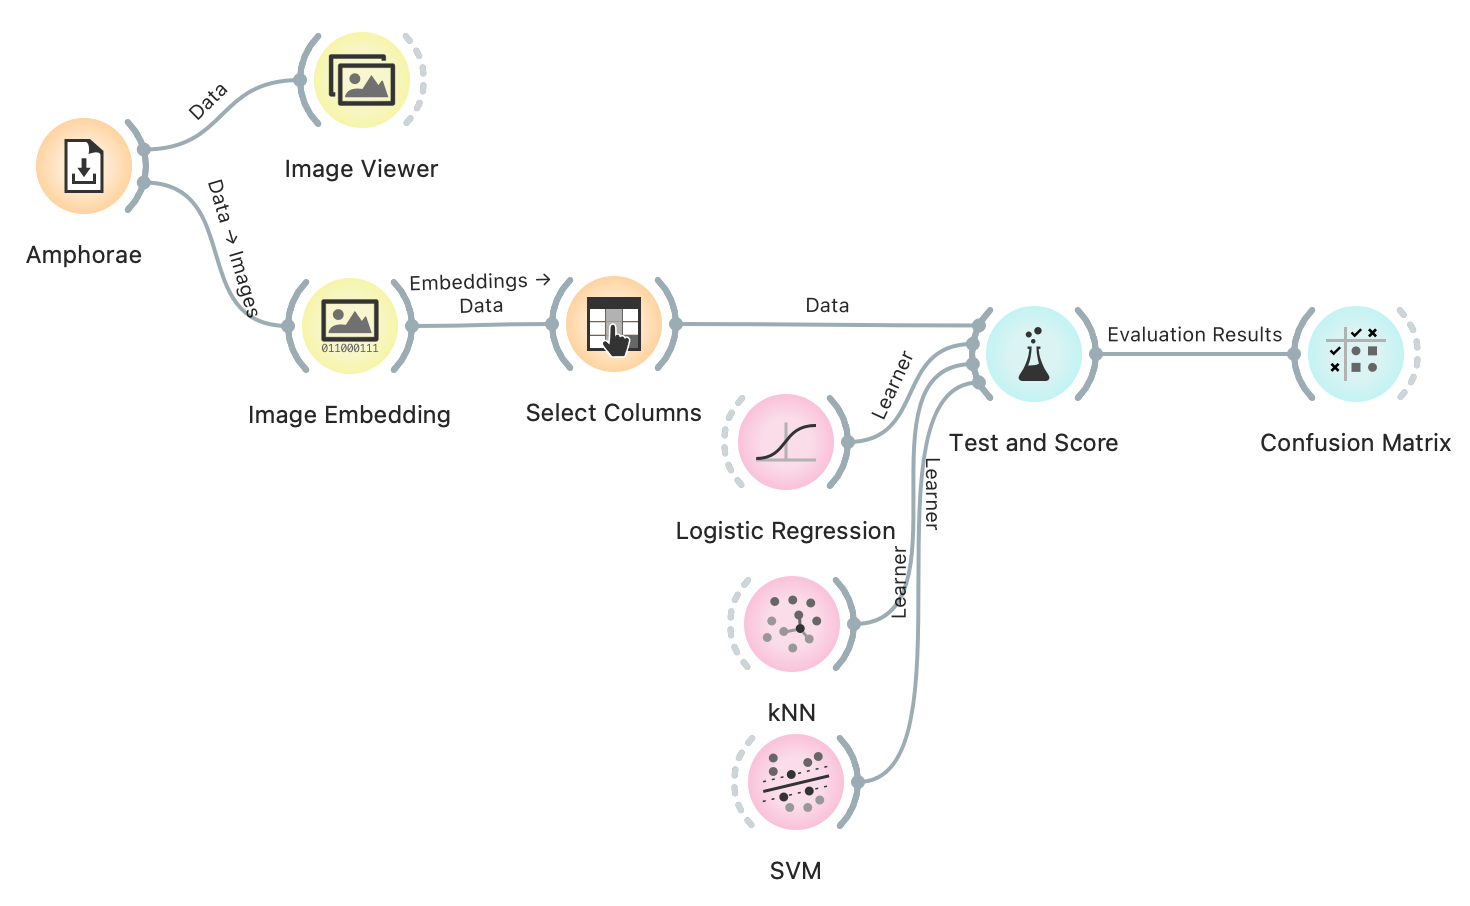 Data
Image Viewer
Amphorae
Data → Images
Embeddings →
Data
011000111
Image Embedding
Select Columns
Data
Learner
Logistic Regression
Learner
kNN
Learner
SVM
Test and Score
Evaluation Results
Confusion Matrix